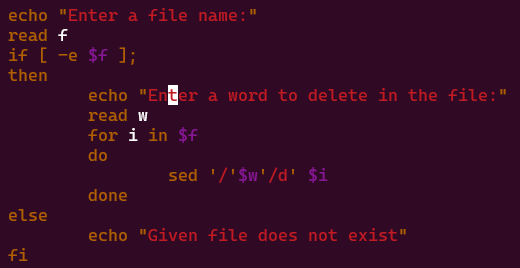 echo "Enter a file name:"
read f
if [ -e $f ];
then
echo "Enter a word to delete in the file:"
read w
for i in $f
do
sed '/'$w'/d' $i
done
else
echo "Given file does not exist"
fi